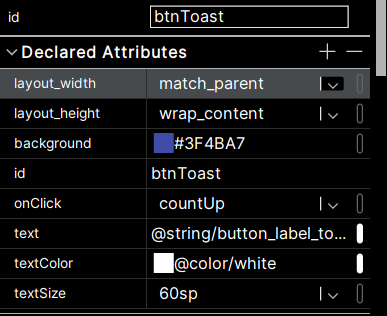 id btnToast
Declared Attributes
layout_width match_parent
layout_height wrap_content
background #3F4BA7
id btnToast
onClick countUp
text @string/button_label_to...
textColor @color/white
textSize 60sp